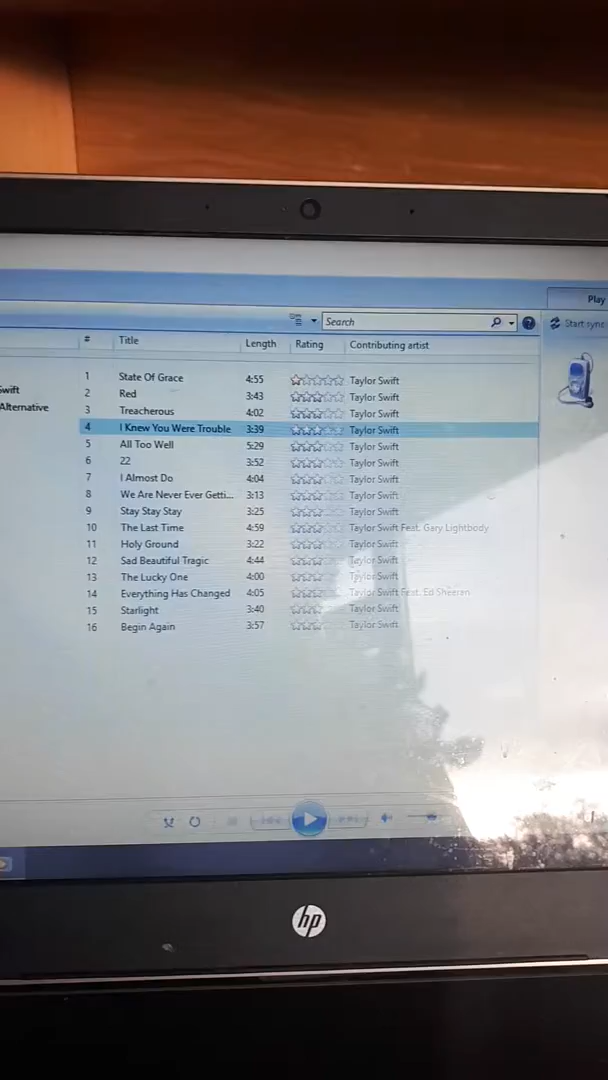 Play
Search
Start sync
# Title Length Rating Contributing artist
Swift
Alternative
1 State Of Grace 4:55 Taylor Swift
2 Red 3:43 Taylor Swift
3 Treacherous 4:02 Taylor Swift
4 I Knew You Were Trouble 3:39 Taylor Swift
5 All Too Well 5:29 Taylor Swift
6 22 3:52 Taylor Swift
7 I Almost Do 4:04 Taylor Swift
8 We Are Never Ever Getti... 3:13 Taylor Swift
9 Stay Stay Stay 3:25 Taylor Swift
10 The Last Time 4:59 Taylor Swift Feat. Gary Lightbody
11 Holy Ground 3:22 Taylor Swift
12 Sad Beautiful Tragic 4:44 Taylor Swift
13 The Lucky One 4:00 Taylor Swift
14 Everything Has Changed 4:05 Taylor Swift Feat. Ed Sheeran
15 Starlight 3:40 Taylor Swift
16 Begin Again 3:57 Taylor Swift
hp